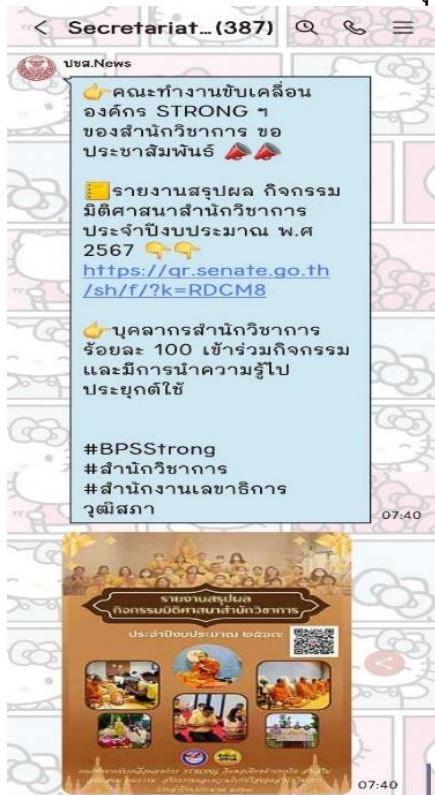 Secretariat...(387)
ปชส.News
👉คณะทำงานขับเคลื่อน
องค์กร STRONG ฯ
ของสำนักวิชาการ ขอ
ประชาสัมพันธ์ 📣📣
📒รายงานสรุปผล กิจกรรม
มิติศาสนาสำนักวิชาการ
ประจำปีงบประมาณ พ.ศ
2567 👇👇
https://qr.senate.go.th
/sh/f/?k=RDCM8
👉บุคลากรสำนักวิชาการ
ร้อยละ 100 เข้าร่วมกิจกรรม
และมีการนำความรู้ไป
ประยุกต์ใช้
#BPSStrong
#สำนักวิชาการ
#สำนักงานเลขาธิการ
วุฒิสภา
07:40
รายงานสรุปผล
กิจกรรมมิติศาสนาสำนักวิชาการ
ประจำปีงบประมาณ ๒๕๖๗
07:40